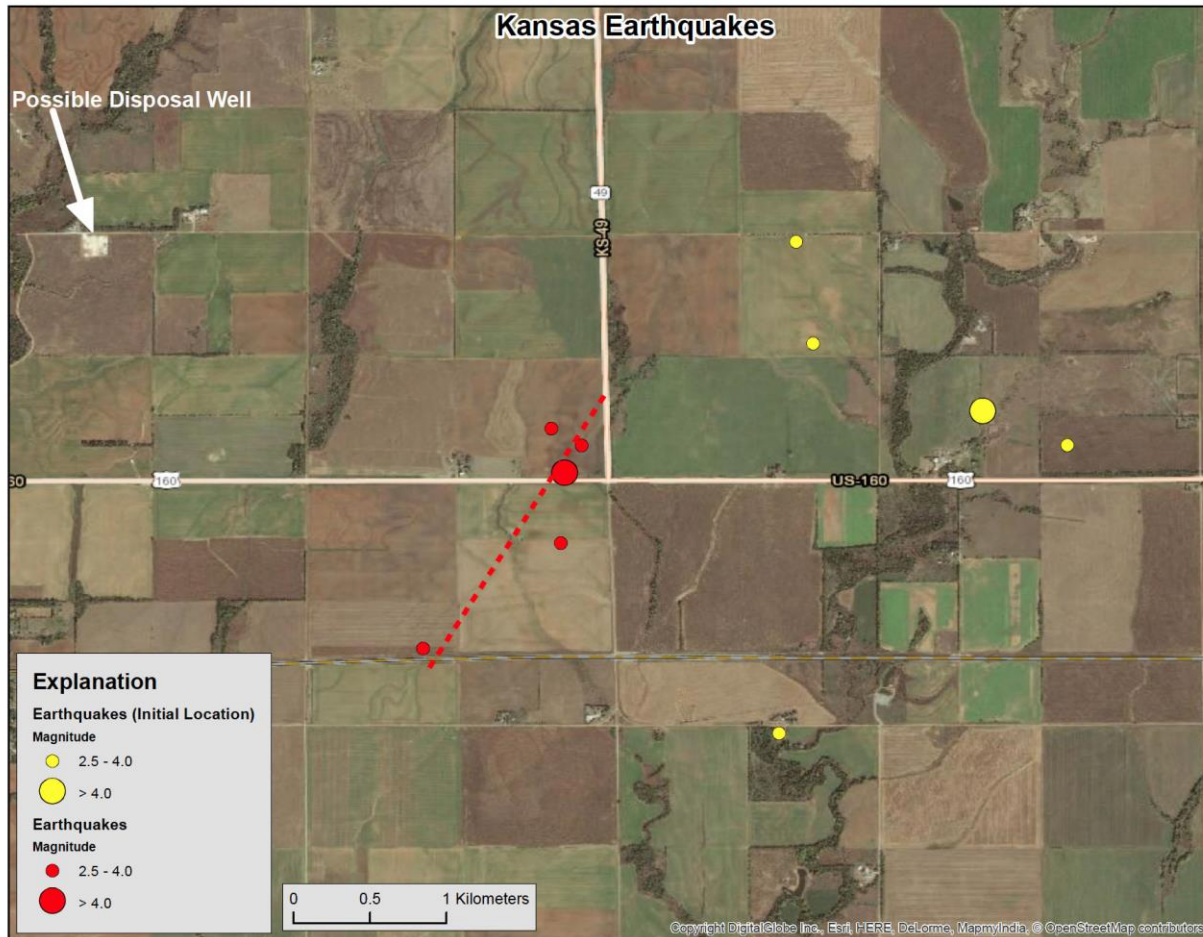 Kansas Earthquakes
Possible Disposal Well
49
KS-49
60
160
US-160
160
Explanation
Earthquakes (Initial Location)
Magnitude
2.5 - 4.0
> 4.0
Earthquakes
Magnitude
2.5 - 4.0
> 4.0
0 0.5 1 Kilometers
Copyright DigitalGlobe Inc., Esri, HERE, DeLorme, MapmyIndia, © OpenStreetMap contributors